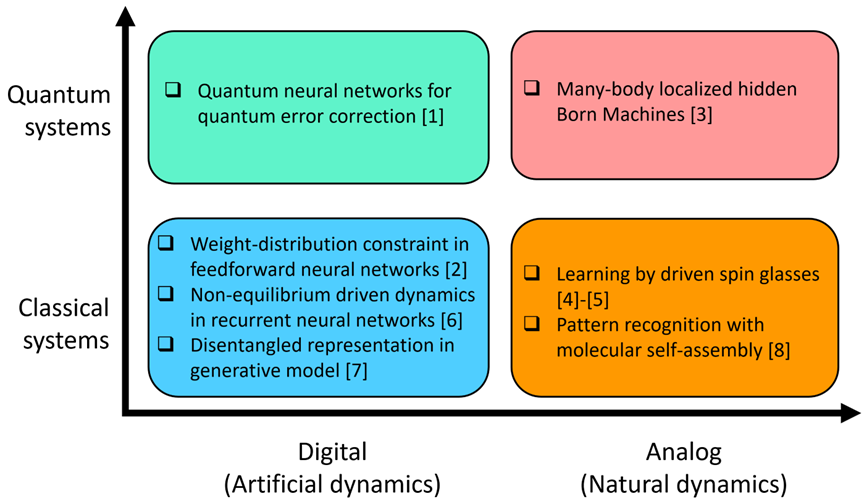 Quantum
systems
Quantum neural networks for
quantum error correction [1]
Many-body localized hidden
Born Machines [3]
Classical
systems
Weight-distribution constraint in
feedforward neural networks [2]
Non-equilibrium driven dynamics
in recurrent neural networks [6]
Disentangled representation in
generative model [7]
Learning by driven spin glasses
[4]-[5]
Pattern recognition with
molecular self-assembly [8]
Digital
(Artificial dynamics)
Analog
(Natural dynamics)